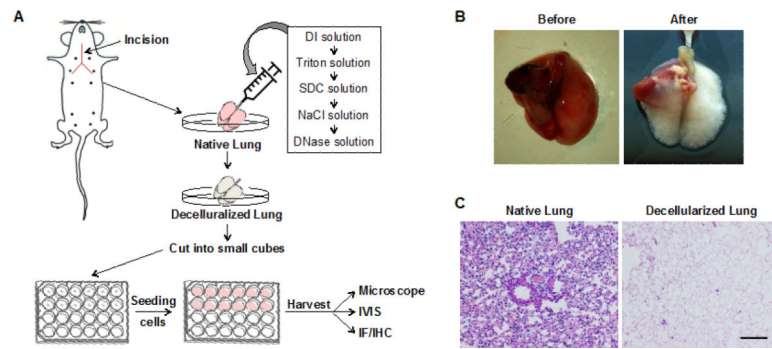 A
Incision
DI solution
Triton solution
SDC solution
NaCl solution
DNase solution
Native Lung
Decelluralized Lung
Cut into small cubes
Seeding
cells
Harvest
Microscope
IVIS
IF/IHC
B
Before
After
C
Native Lung
Decellularized Lung